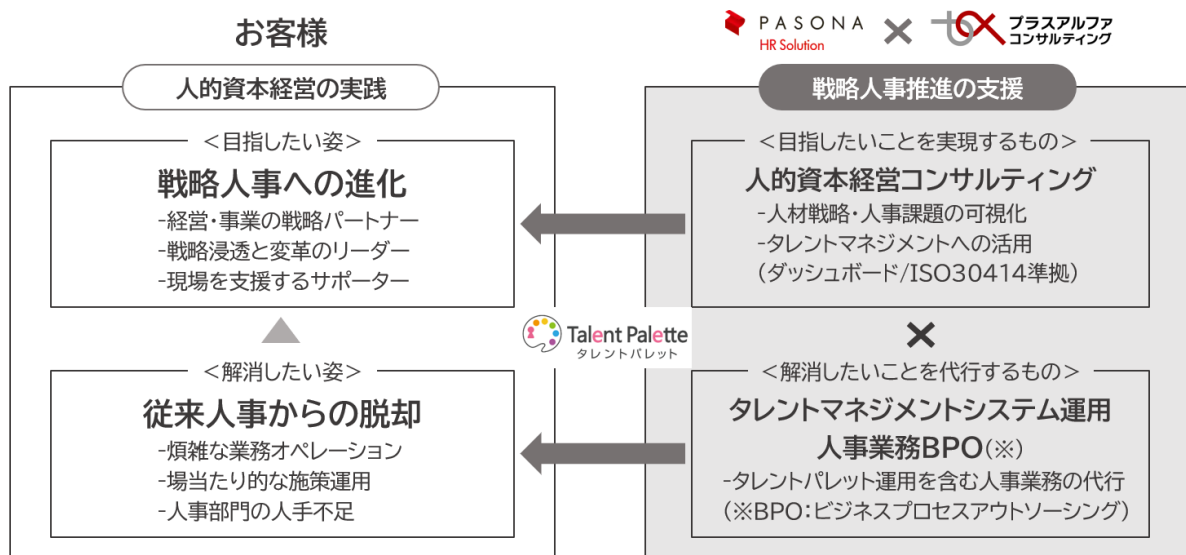 お客様
人的資本経営の実践
＜目指したい姿＞
戦略人事への進化
-経営・事業の戦略パートナー
-戦略浸透と変革のリーダー
-現場を支援するサポーター
＜解消したい姿＞
従来人事からの脱却
-煩雑な業務オペレーション
-場当たり的な施策運用
-人事部門の人手不足
Talent Palette
タレントパレット
PASONA
HR Solution
×
プラスアルファ
コンサルティング
戦略人事推進の支援
＜目指したいことを実現するもの＞
人的資本経営コンサルティング
-人材戦略・人事課題の可視化
-タレントマネジメントへの活用
（ダッシュボード/ISO30414準拠）
×
＜解消したいことを代行するもの＞
タレントマネジメントシステム運用
人事業務BPO(※)
-タレントパレット運用を含む人事業務の代行
（※BPO：ビジネスプロセスアウトソーシング）